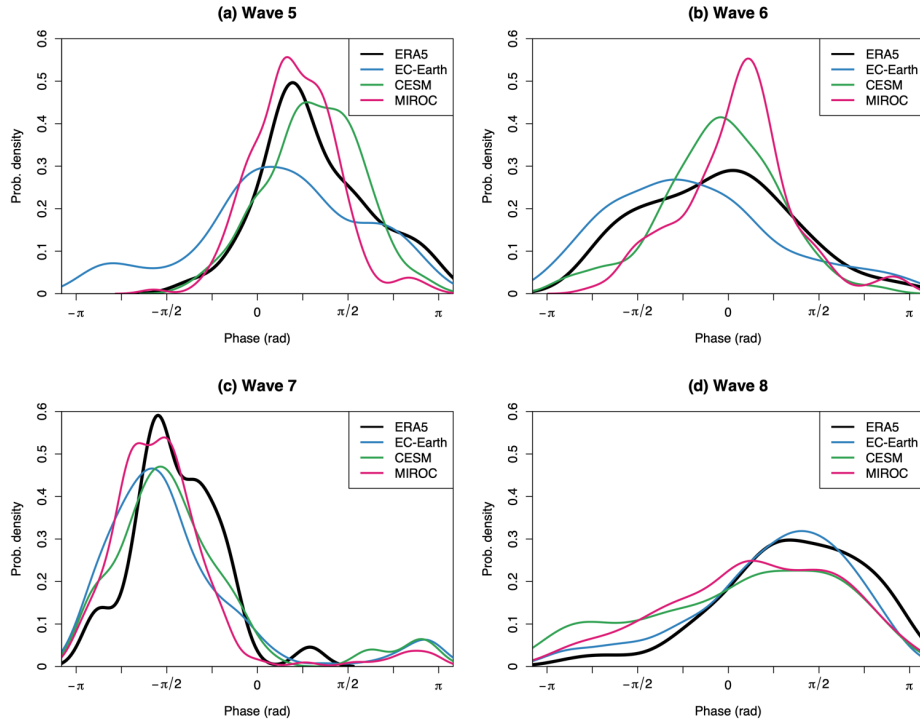 (a) Wave 5
Prob. density
0 0.1 0.2 0.3 0.4 0.5 0.6
ERA5
EC-Earth
CESM
MIROC
−π −π/2 0 π/2 π
Phase (rad)
(b) Wave 6
Prob. density
0 0.1 0.2 0.3 0.4 0.5 0.6
ERA5
EC-Earth
CESM
MIROC
−π −π/2 0 π/2 π
Phase (rad)
(c) Wave 7
Prob. density
0 0.1 0.2 0.3 0.4 0.5 0.6
ERA5
EC-Earth
CESM
MIROC
−π −π/2 0 π/2 π
Phase (rad)
(d) Wave 8
Prob. density
0 0.1 0.2 0.3 0.4 0.5 0.6
ERA5
EC-Earth
CESM
MIROC
−π −π/2 0 π/2 π
Phase (rad)